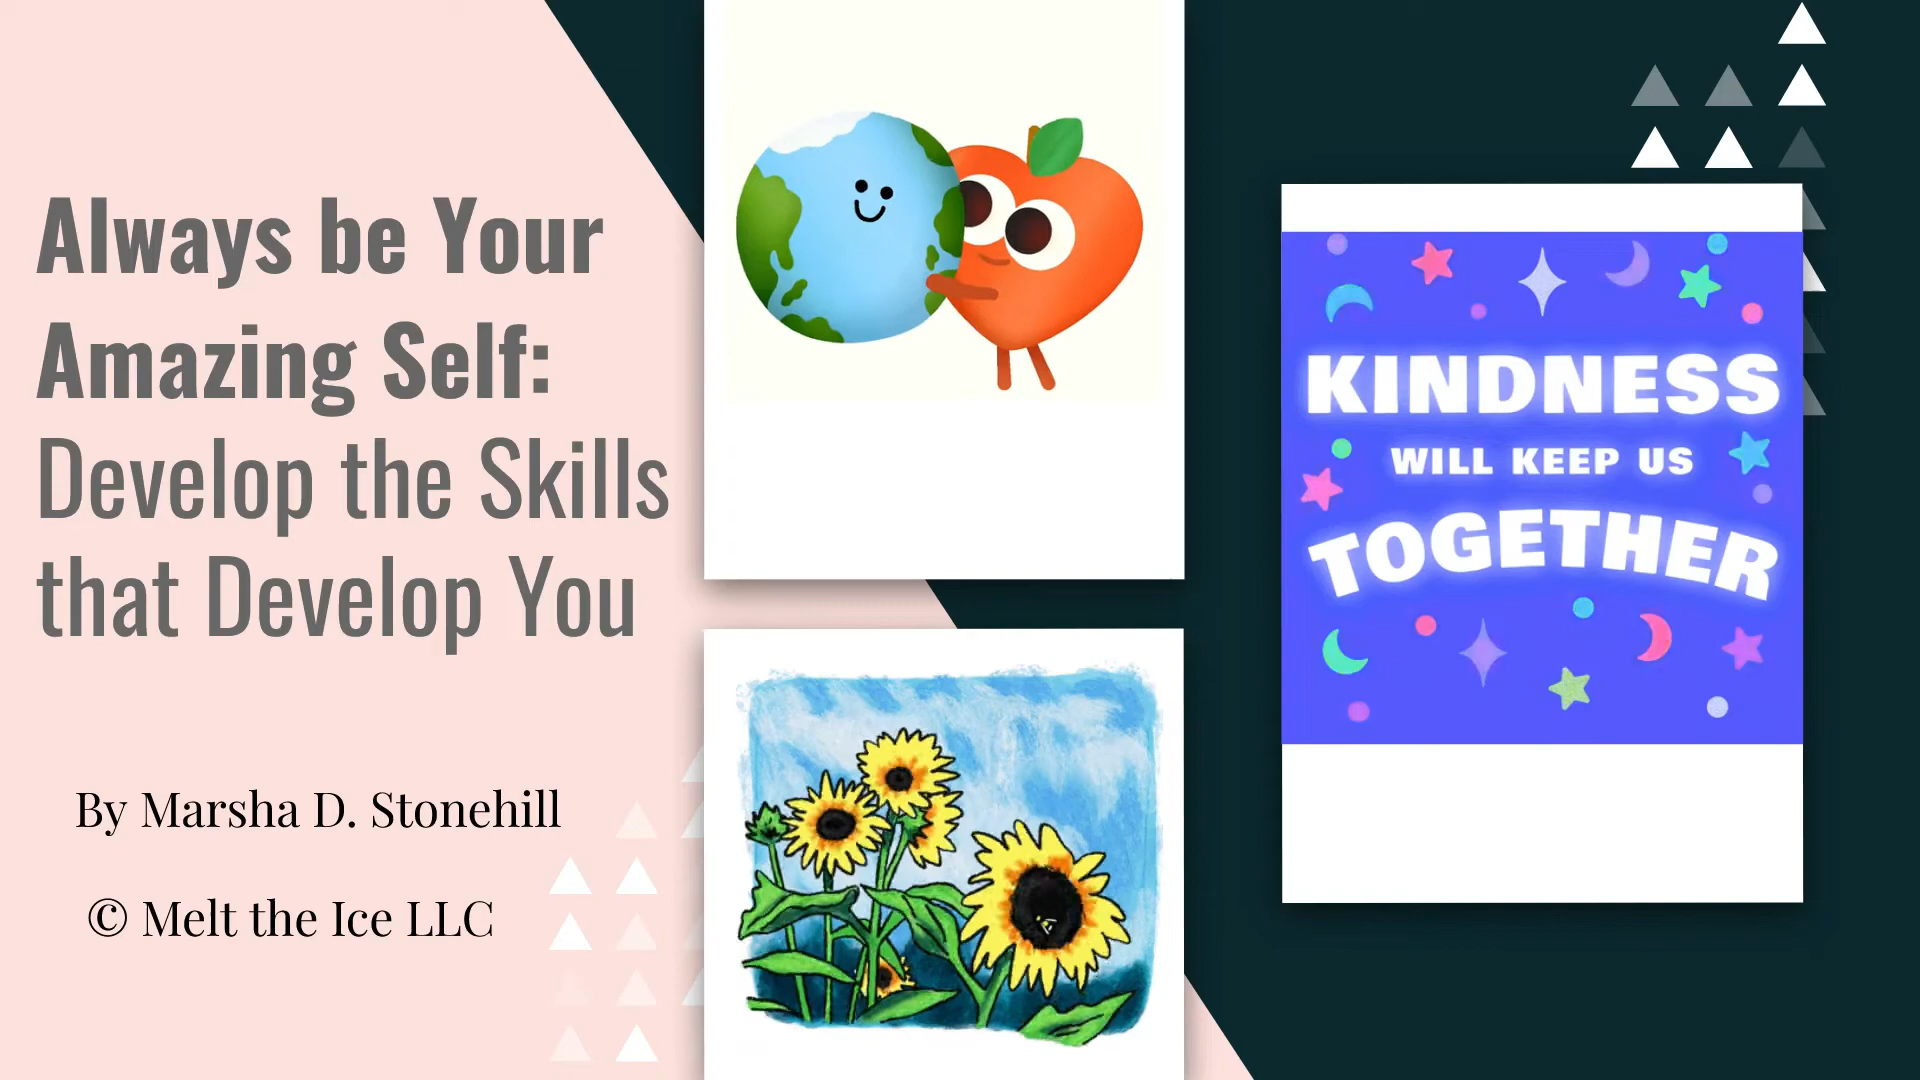 Always be Your
Amazing Self:
Develop the Skills
that Develop You
By Marsha D. Stonehill
© Melt the Ice LLC
KINDNESS
WILL KEEP US
TOGETHER